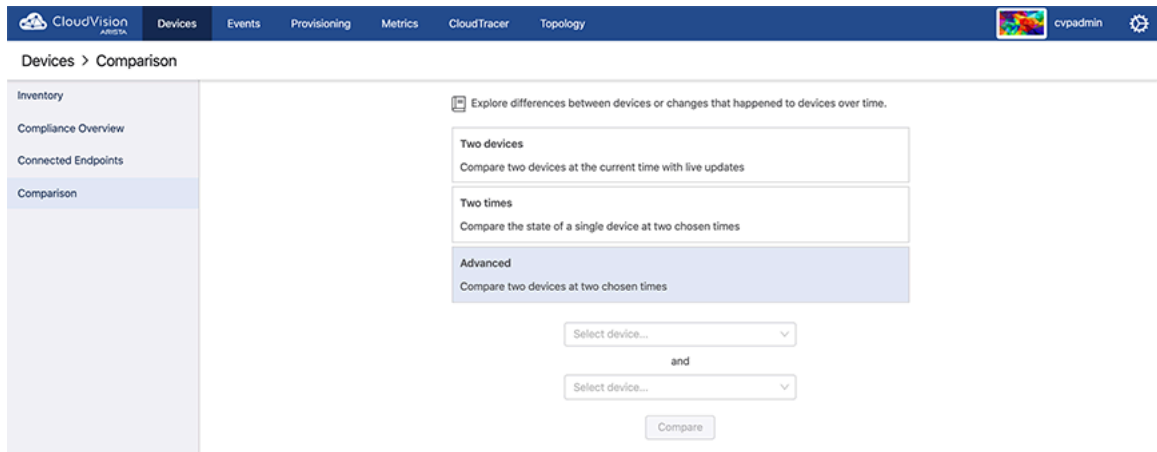 CloudVision
ARISTA
Devices
Events
Provisioning
Metrics
CloudTracer
Topology
cvpadmin
Devices > Comparison
Inventory
Compliance Overview
Connected Endpoints
Comparison
Explore differences between devices or changes that happened to devices over time.
Two devices
Compare two devices at the current time with live updates
Two times
Compare the state of a single device at two chosen times
Advanced
Compare two devices at two chosen times
Select device...
and
Select device...
Compare